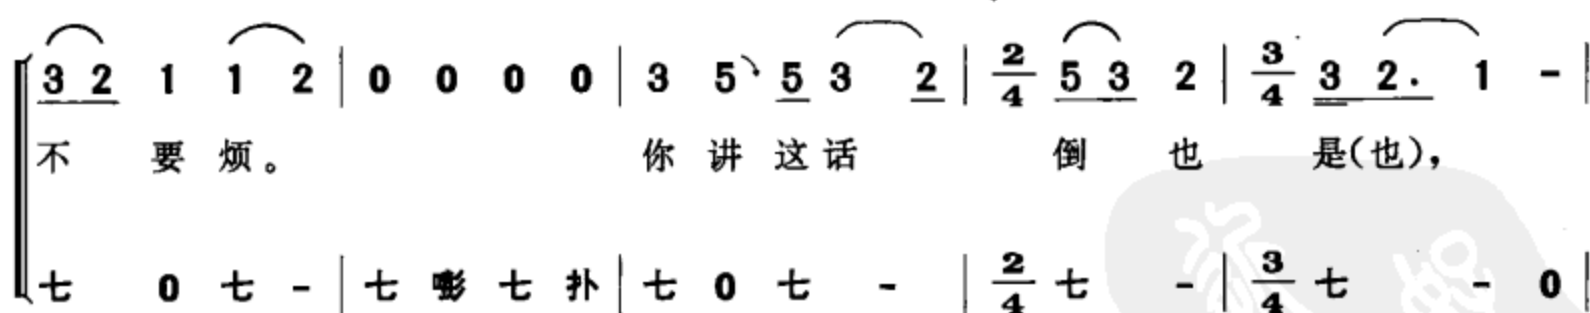 3 2 1 1 2 | 0 0 0 0 | 3 5 5 3 2 | 2/4 5 3 2 | 3/4 3 2. 1 - |
不 要 烦。 你 讲 这 话 倒 也 是(也),
七 0 七 - | 七 嘭 七 扑 | 七 0 七 - | 2/4 七 - | 3/4 七 - 0 |